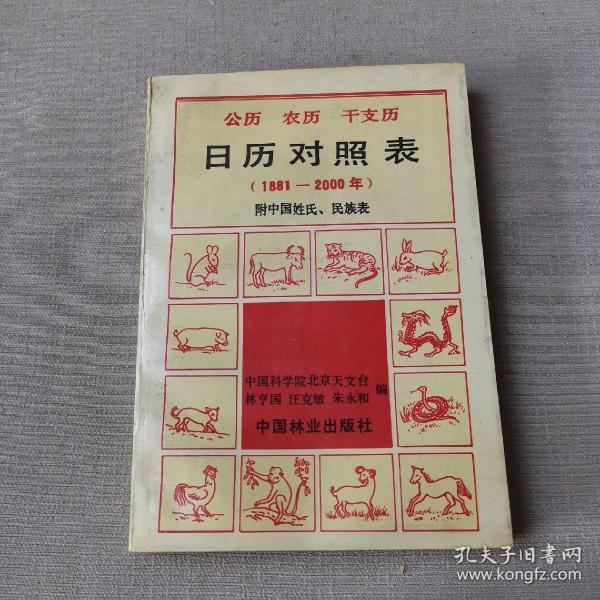 公历 农历 干支历
日历对照表
(1881—2000年)
附中国姓氏、民族表
中国科学院北京天文台
林亨国 汪克敏 朱永和 编
中国林业出版社
孔夫子旧书网
www.kongfz.com